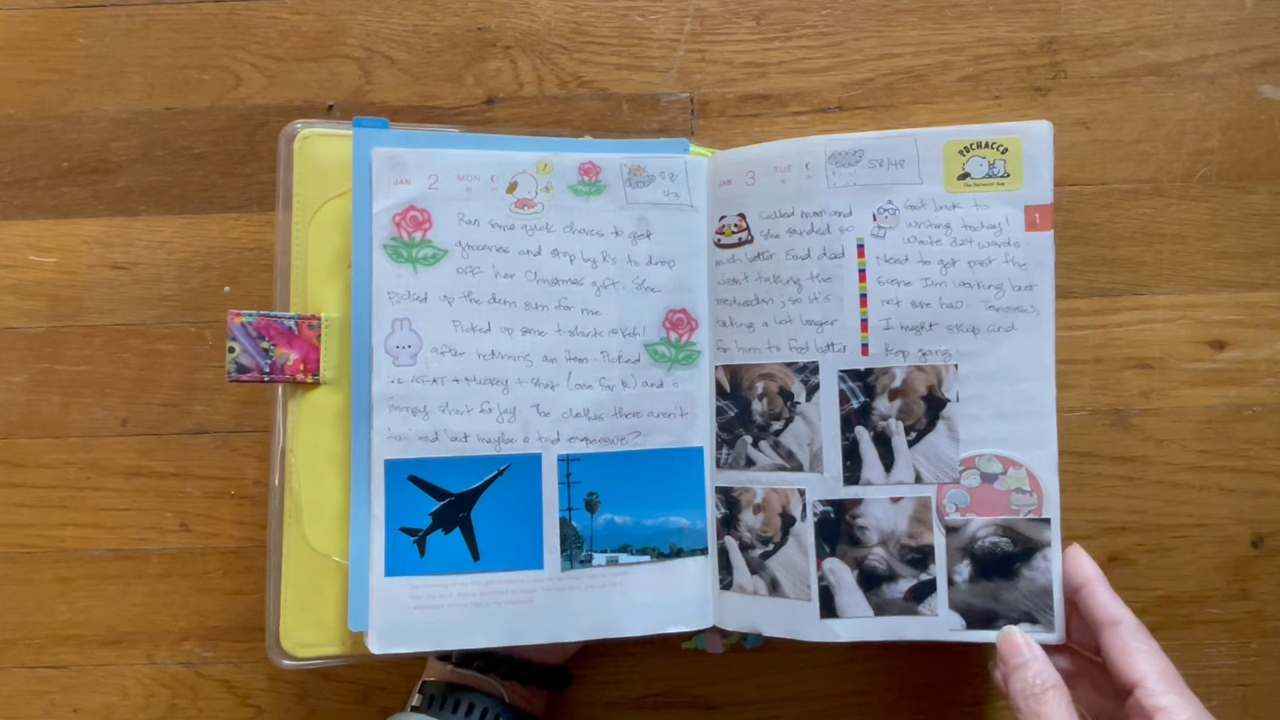 JAN 2 MON
58/
43
Ran some quick chores to get
groceries and stop by R's to drop
off her Christmas gift. She
picked up the dim sum for me.
Picked up some t-shirts @Kohl
after returning an item. Picked
AT-AT + Mickey t-shirt (one for R) and a
shirt for Jay The clothes there aren't
bad but maybe a tad expensive?
JAN 3 TUE
58/48
POCHACCO
1
Called mom and
she sounded so
much better. Said dad
wasn't taking the
medication, so it's
taking a lot longer
for him to feel better
Got back to
writing today!
Wrote 324 words.
Need to get past the
scene I'm working but
not sure how. Tomorrow,
I might skip and
keep going